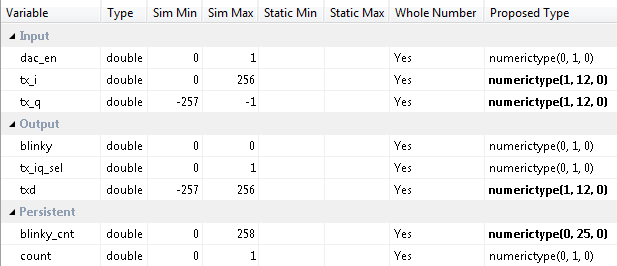 Variable Type Sim Min Sim Max Static Min Static Max Whole Number Proposed Type
Input
dac_en double 0 1 Yes numerictype(0, 1, 0)
tx_i double 0 256 Yes numerictype(1, 12, 0)
tx_q double -257 -1 Yes numerictype(1, 12, 0)
Output
blinky double 0 0 Yes numerictype(0, 1, 0)
tx_iq_sel double 0 1 Yes numerictype(0, 1, 0)
txd double -257 256 Yes numerictype(1, 12, 0)
Persistent
blinky_cnt double 0 258 Yes numerictype(0, 25, 0)
count double 0 1 Yes numerictype(0, 1, 0)